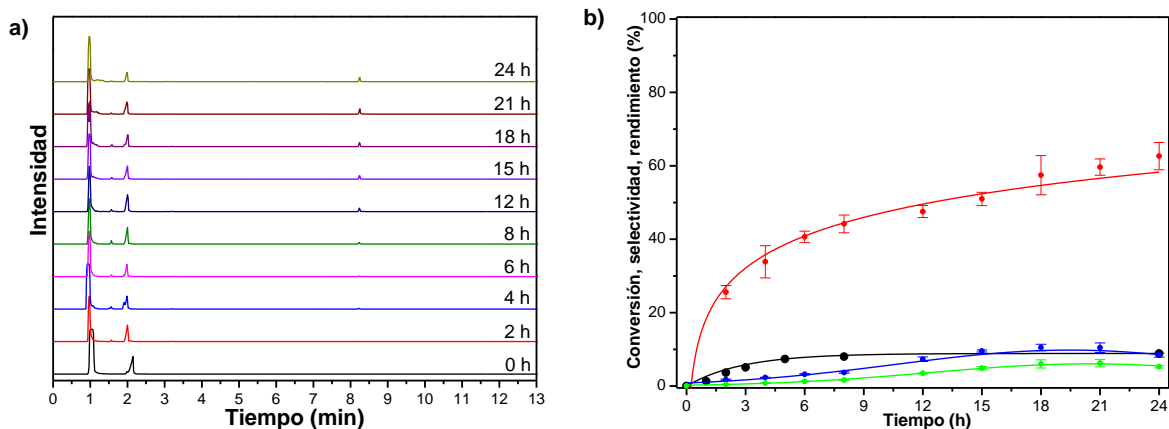 a)
Intensidad
24 h
21 h
18 h
15 h
12 h
8 h
6 h
4 h
2 h
0 h
0 1 2 3 4 5 6 7 8 9 10 11 12 13
Tiempo (min)
b)
Conversión, selectividad, rendimiento (%)
100
80
60
40
20
0
0 3 6 9 12 15 18 21 24
Tiempo (h)